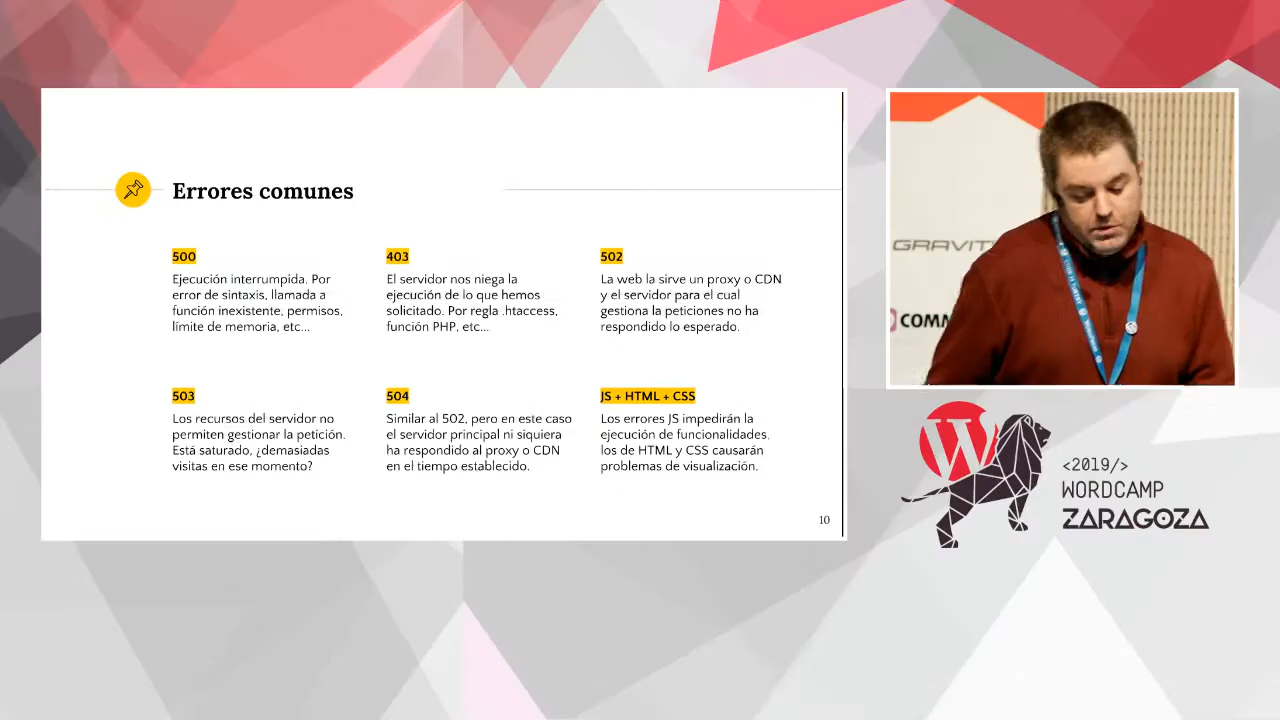 Errores comunes
500
Ejecución interrumpida. Por
error de sintaxis, llamada a
función inexistente, permisos,
límite de memoria, etc...
403
El servidor nos niega la
ejecución de lo que hemos
solicitado. Por regla .htaccess,
función PHP, etc...
502
La web la sirve un proxy o CDN
y el servidor para el cual
gestiona la peticiones no ha
respondido lo esperado.
503
Los recursos del servidor no
permiten gestionar la petición.
Está saturado, ¿demasiadas
visitas en ese momento?
504
Similar al 502, pero en este caso
el servidor principal ni siquiera
ha respondido al proxy o CDN
en el tiempo establecido.
JS + HTML + CSS
Los errores JS impedirán la
ejecución de funcionalidades.
los de HTML y CSS causarán
problemas de visualización.
10
GRAVIT
COMM
<2019/>
WORDCAMP
ZARAGOZA